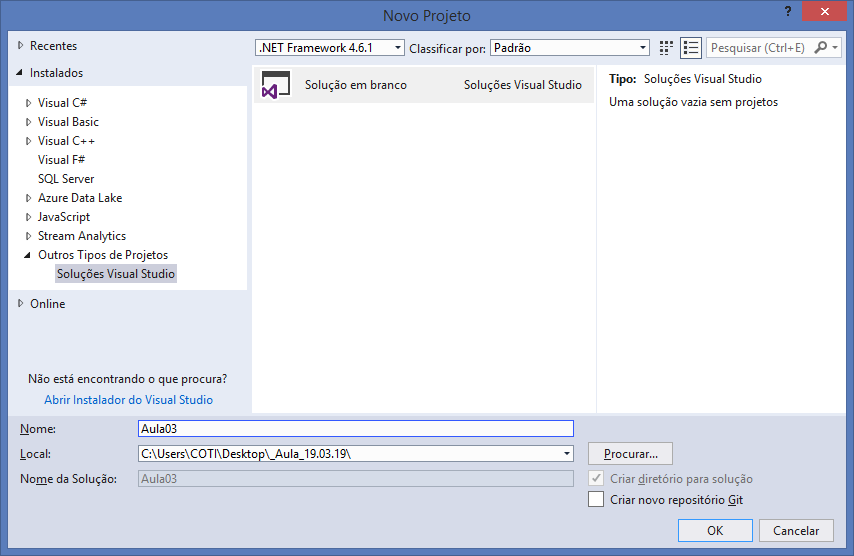 Novo Projeto
?
Recentes
.NET Framework 4.6.1
Classificar por:
Padrão
Pesquisar (Ctrl+E)
Instalados
Visual C#
Visual Basic
Visual C++
Visual F#
SQL Server
Azure Data Lake
JavaScript
Stream Analytics
Outros Tipos de Projetos
Soluções Visual Studio
Online
Não está encontrando o que procura?
Abrir Instalador do Visual Studio
Solução em branco
Soluções Visual Studio
Tipo: Soluções Visual Studio
Uma solução vazia sem projetos
Nome:
Aula03
Local:
C:\Users\COTI\Desktop\_Aula_19.03.19\
Procurar...
Nome da Solução:
Aula03
Criar diretório para solução
Criar novo repositório Git
OK
Cancelar